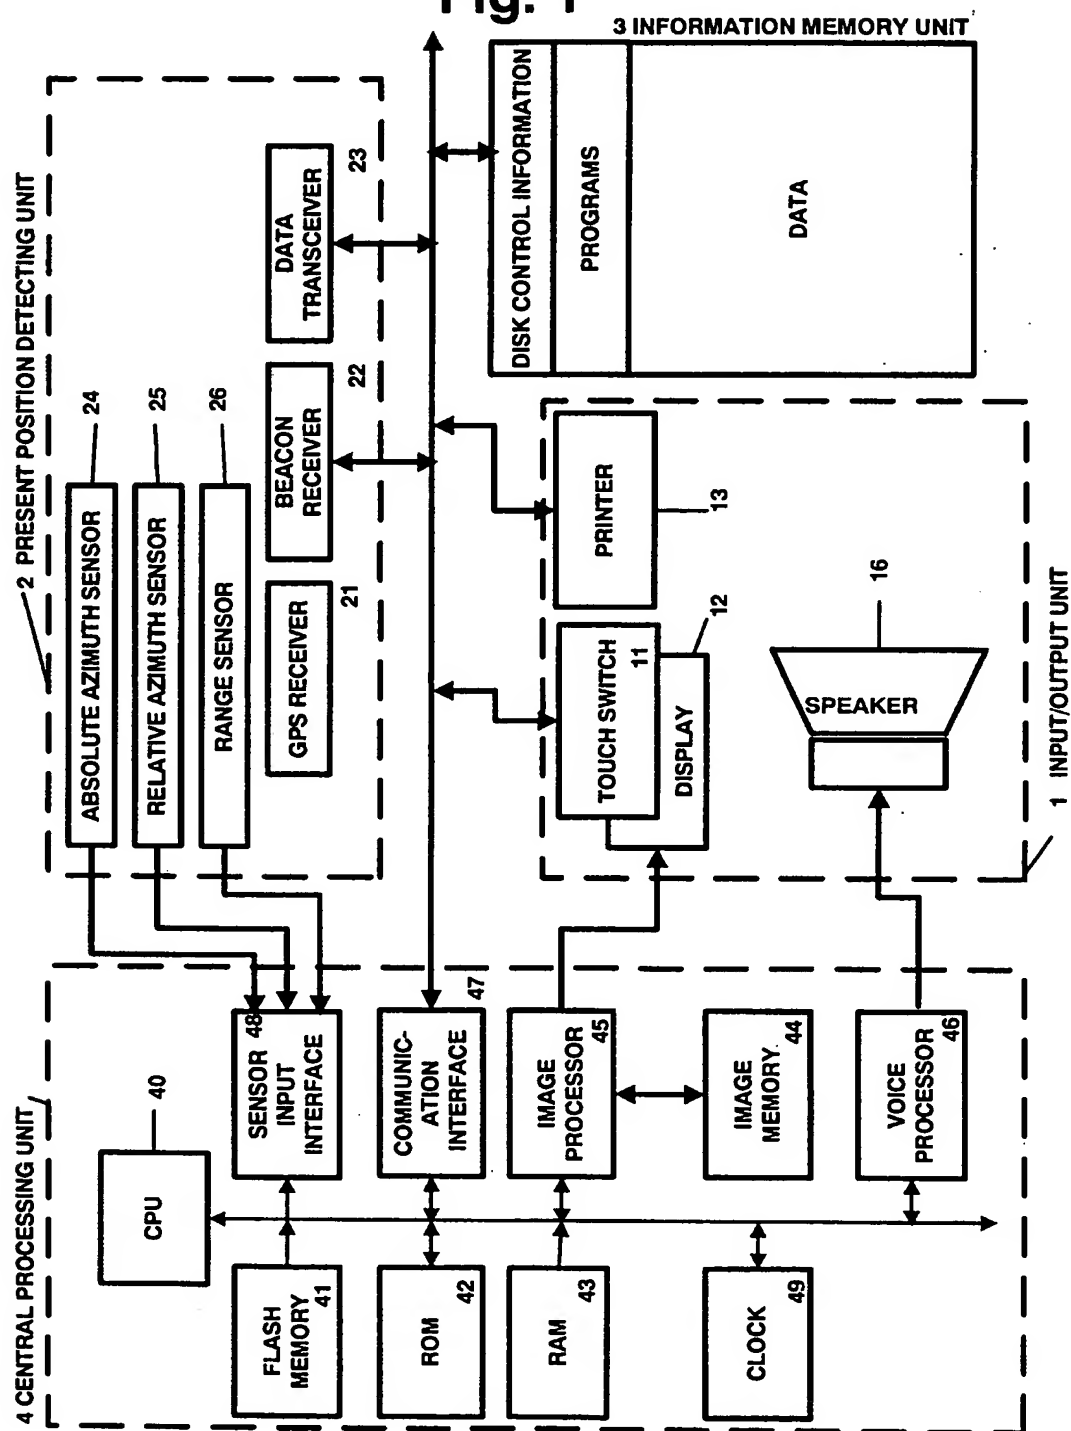 Fig. 1
4 CENTRAL PROCESSING UNIT
CPU
40
FLASH
MEMORY
41
ROM
42
RAM
43
CLOCK
49
SENSOR
INPUT
INTERFACE
48
COMMUNIC-
ATION
INTERFACE
47
IMAGE
PROCESSOR
45
IMAGE
MEMORY
44
VOICE
PROCESSOR
46
2 PRESENT POSITION DETECTING UNIT
ABSOLUTE AZIMUTH SENSOR
24
RELATIVE AZIMUTH SENSOR
25
RANGE SENSOR
26
GPS RECEIVER
21
BEACON
RECEIVER
22
DATA
TRANSCEIVER
23
TOUCH SWITCH
11
DISPLAY
12
PRINTER
13
SPEAKER
16
1 INPUT/OUTPUT UNIT
3 INFORMATION MEMORY UNIT
DISK CONTROL INFORMATION
PROGRAMS
DATA